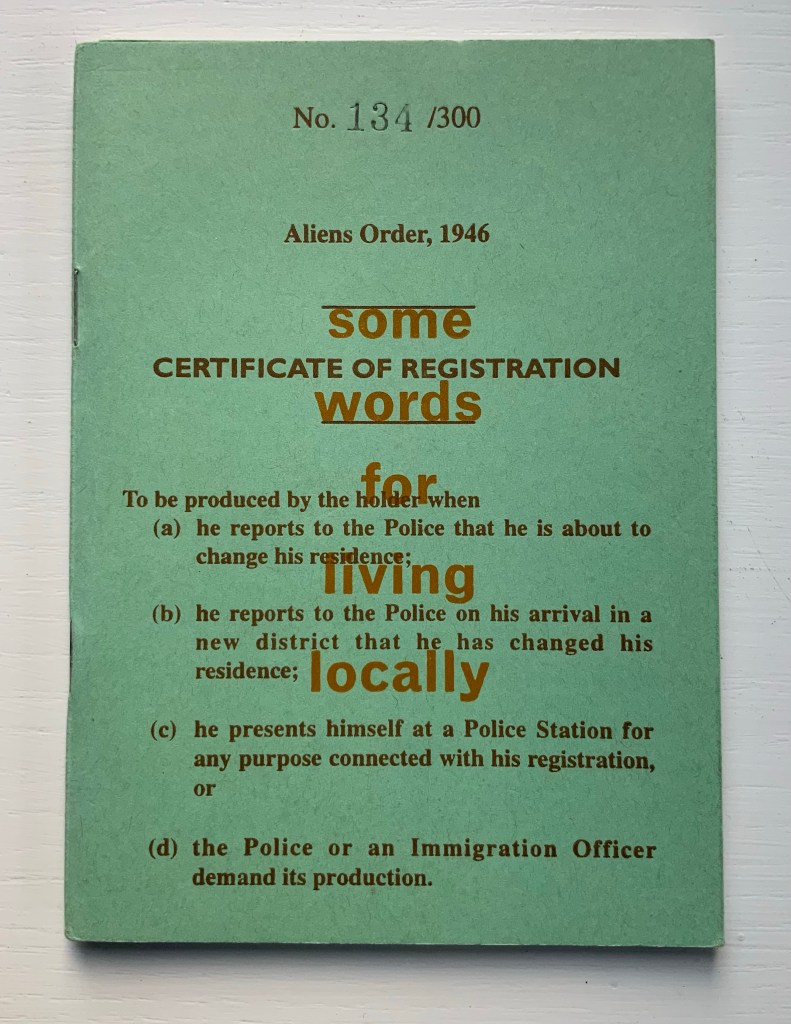 No. 134 /300
Aliens Order, 1946
some
CERTIFICATE OF REGISTRATION
words
for
To be produced by the holder when
(a) he reports to the Police that he is about to
change his residence;
living
(b) he reports to the Police on his arrival in a
new district that he has changed his
residence;
locally
(c) he presents himself at a Police Station for
any purpose connected with his registration,
or
(d) the Police or an Immigration Officer
demand its production.